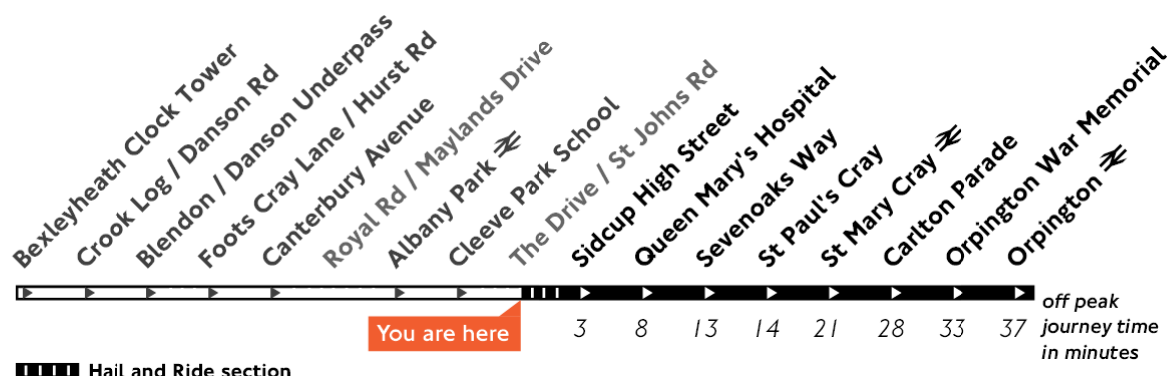 Bexleyheath Clock Tower
Crook Log / Danson Rd
Blendon / Danson Underpass
Foots Cray Lane / Hurst Rd
Canterbury Avenue
Royal Rd / Maylands Drive
Albany Park
Cleeve Park School
The Drive / St Johns Rd
Sidcup High Street
Queen Mary's Hospital
Sevenoaks Way
St Paul's Cray
St Mary Cray
Carlton Parade
Orpington War Memorial
Orpington
You are here
3 8 13 14 21 28 33 37
off peak
journey time
in minutes
Hail and Ride section